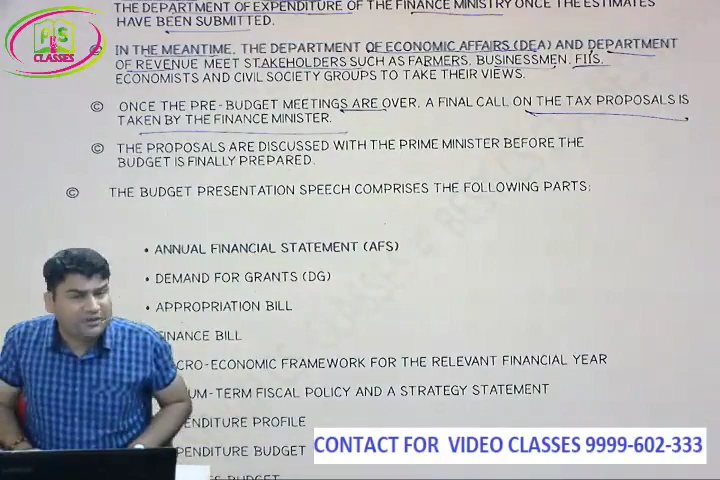 THE DEPARTMENT OF EXPENDITURE OF THE FINANCE MINISTRY ONCE THE ESTIMATES
HAVE BEEN SUBMITTED.
© IN THE MEANTIME, THE DEPARTMENT OF ECONOMIC AFFAIRS (DEA) AND DEPARTMENT
OF REVENUE MEET STAKEHOLDERS SUCH AS FARMERS, BUSINESSMEN, FIIS,
ECONOMISTS AND CIVIL SOCIETY GROUPS TO TAKE THEIR VIEWS.
© ONCE THE PRE-BUDGET MEETINGS ARE OVER, A FINAL CALL ON THE TAX PROPOSALS IS
TAKEN BY THE FINANCE MINISTER.
© THE PROPOSALS ARE DISCUSSED WITH THE PRIME MINISTER BEFORE THE
BUDGET IS FINALLY PREPARED.
© THE BUDGET PRESENTATION SPEECH COMPRISES THE FOLLOWING PARTS:
• ANNUAL FINANCIAL STATEMENT (AFS)
• DEMAND FOR GRANTS (DG)
• APPROPRIATION BILL
FINANCE BILL
CRO-ECONOMIC FRAMEWORK FOR THE RELEVANT FINANCIAL YEAR
UM-TERM FISCAL POLICY AND A STRATEGY STATEMENT
ENDITURE PROFILE
PENDITURE BUDGET
CLASSES
CONTACT FOR VIDEO CLASSES 9999-602-333